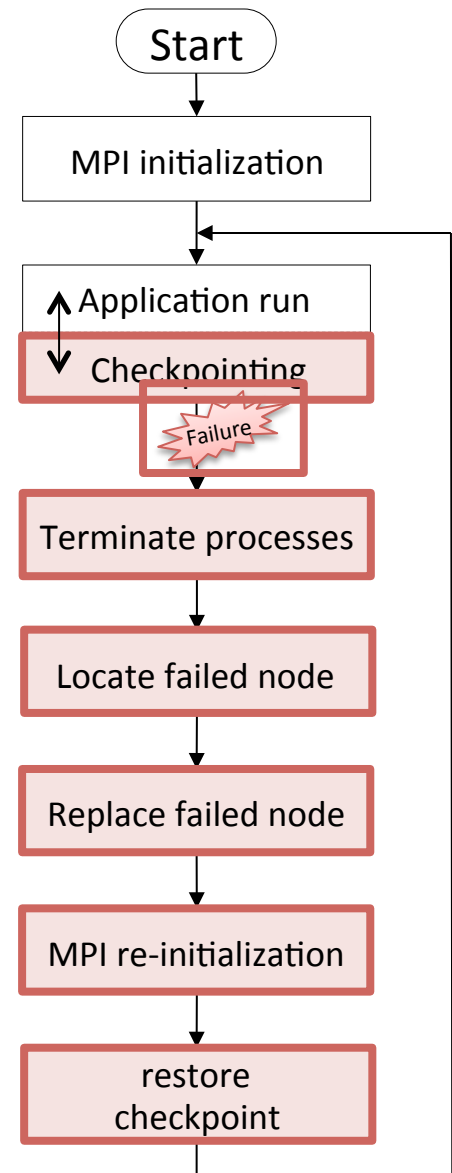 Start
MPI initialization
Application run
Checkpointing
Failure
Terminate processes
Locate failed node
Replace failed node
MPI re-initialization
restore
checkpoint